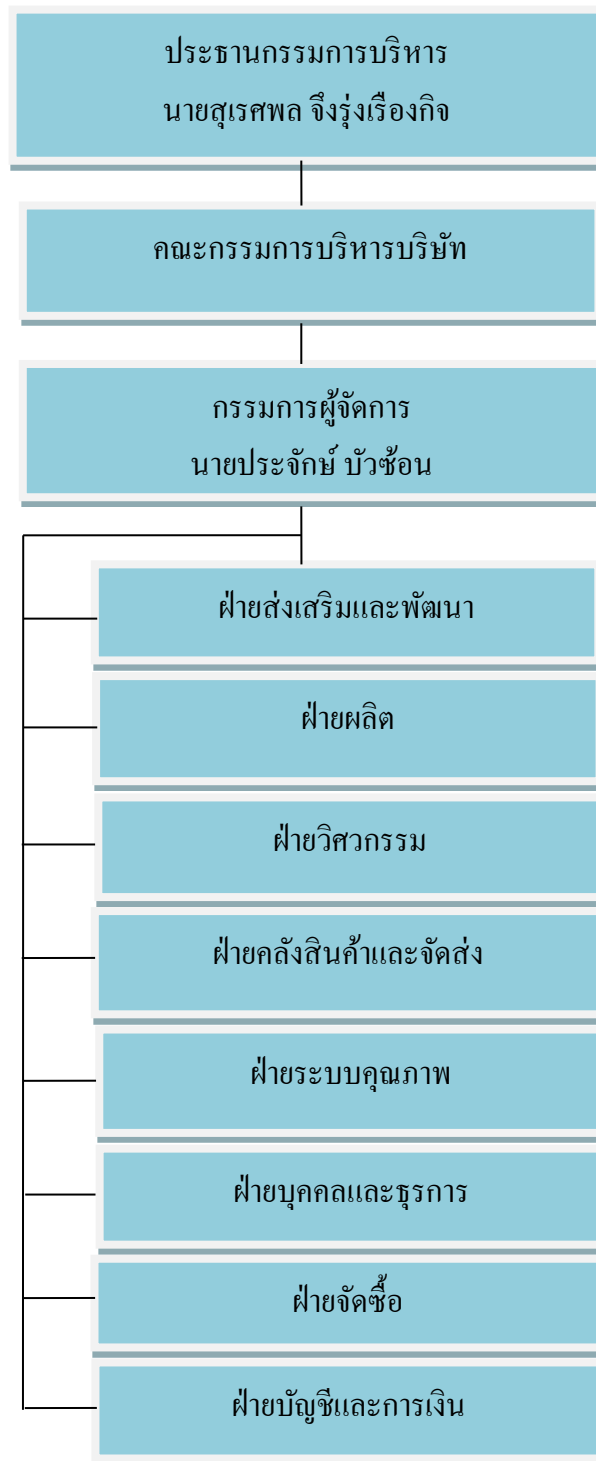 ประธานกรรมการบริหาร
นายสุเรศพล จึงรุ่งเรืองกิจ
คณะกรรมการบริหารบริษัท
กรรมการผู้จัดการ
นายประจักษ์ บัวซ้อน
ฝ่ายส่งเสริมและพัฒนา
ฝ่ายผลิต
ฝ่ายวิศวกรรม
ฝ่ายคลังสินค้าและจัดส่ง
ฝ่ายระบบคุณภาพ
ฝ่ายบุคคลและธุรการ
ฝ่ายจัดซื้อ
ฝ่ายบัญชีและการเงิน